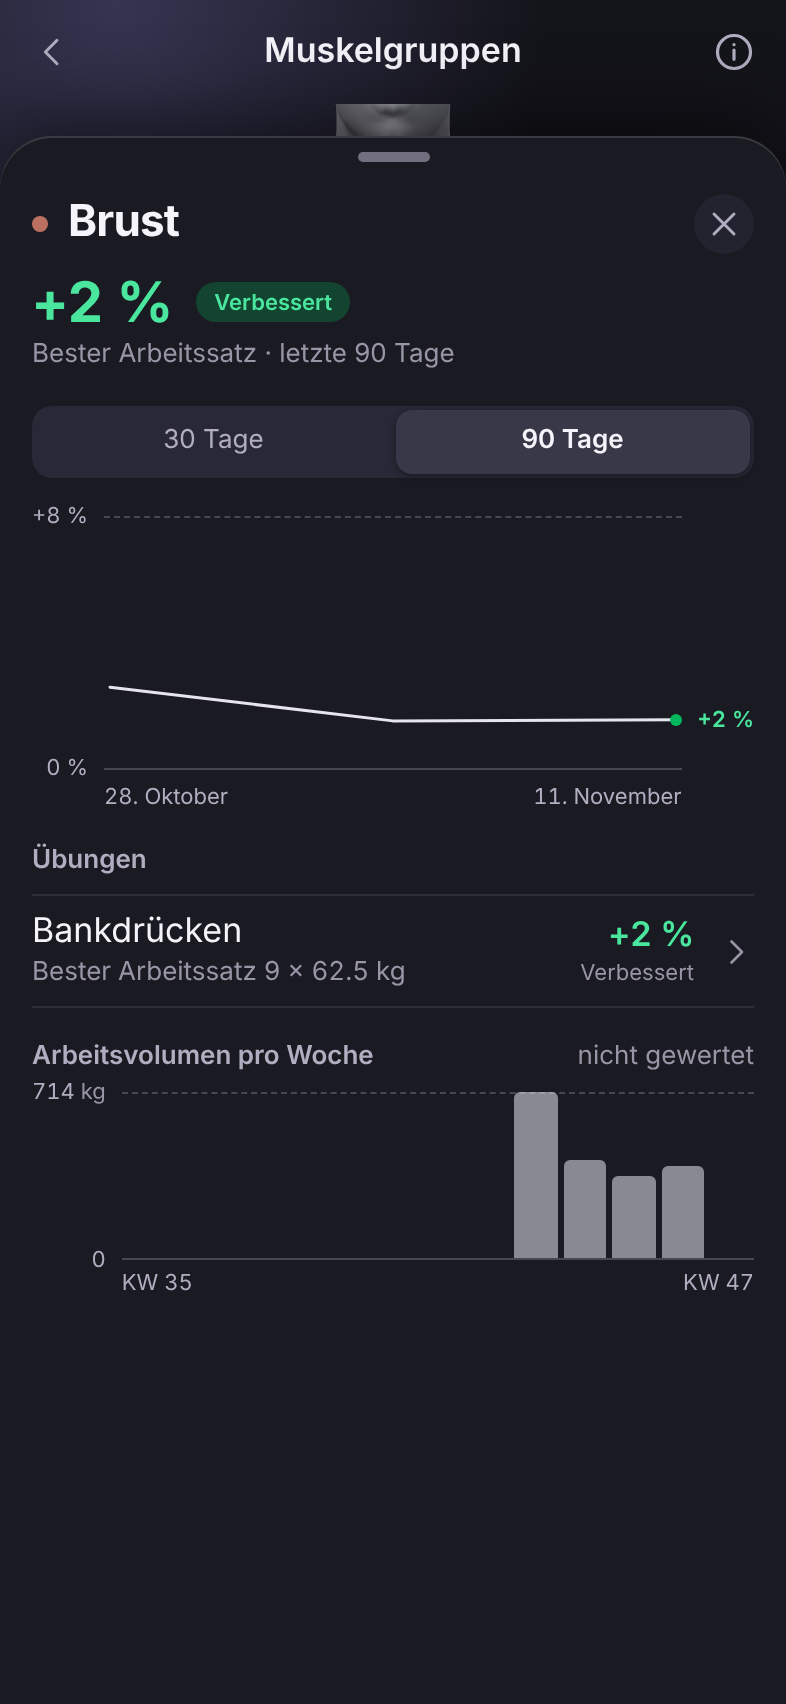 Muskelgruppen
Brust
+2 % Verbessert
Bester Arbeitssatz · letzte 90 Tage
30 Tage 90 Tage
+8 %
+2 %
0 %
28. Oktober 11. November
Übungen
Bankdrücken +2 %
Bester Arbeitssatz 9 × 62.5 kg Verbessert
Arbeitsvolumen pro Woche nicht gewertet
714 kg
0
KW 35 KW 47